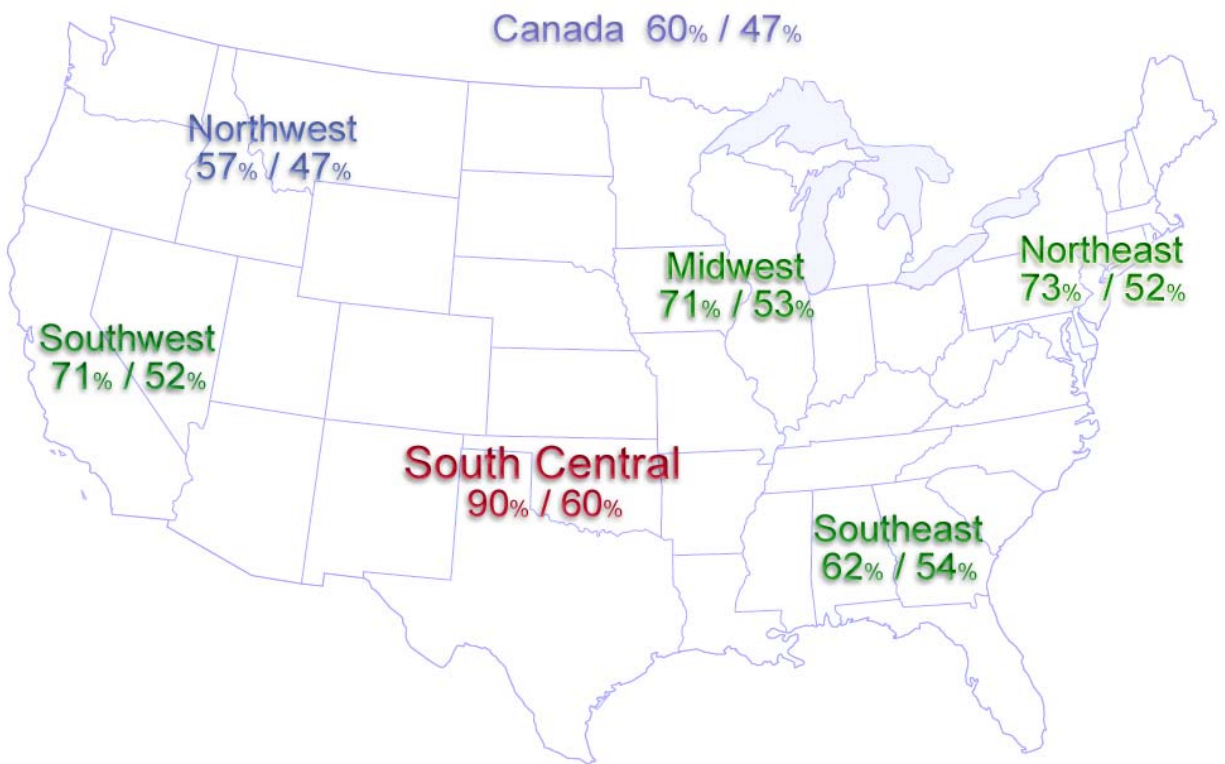 Canada 60% / 47%
Northwest
57% / 47%
Midwest
71% / 53%
Northeast
73% / 52%
Southwest
71% / 52%
South Central
90% / 60%
Southeast
62% / 54%